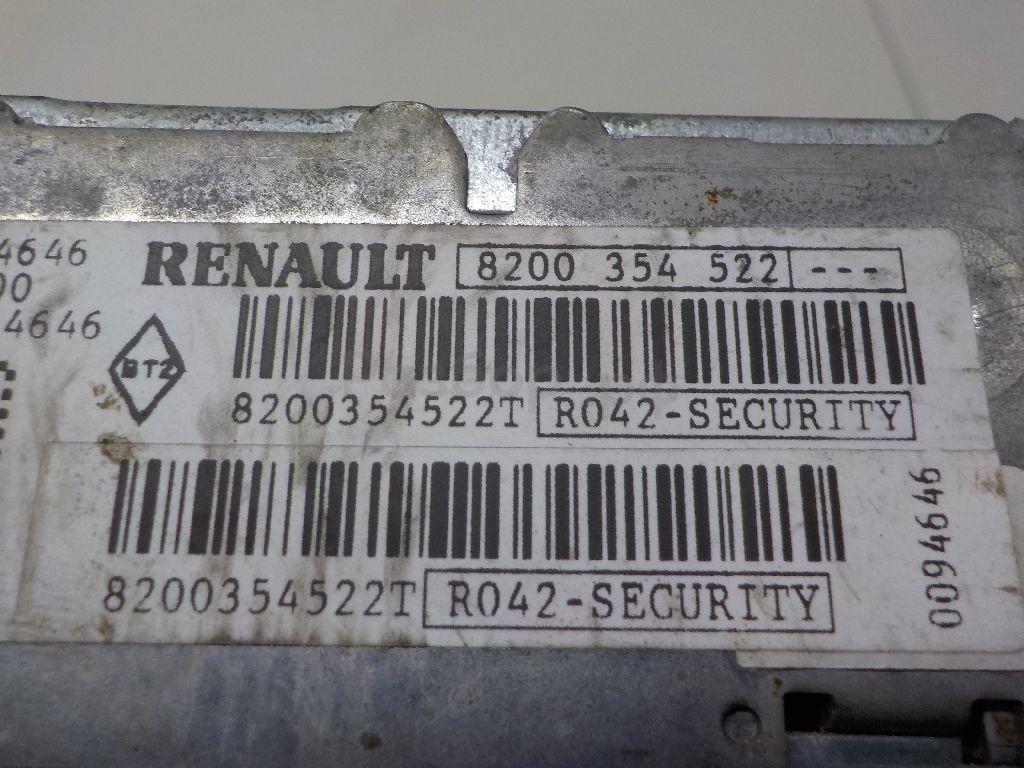 4646
RENAULT 8200 354 522 ---
00
4646
BT2
8200354522T R042-SECURITY
8200354522T R042-SECURITY
0094646